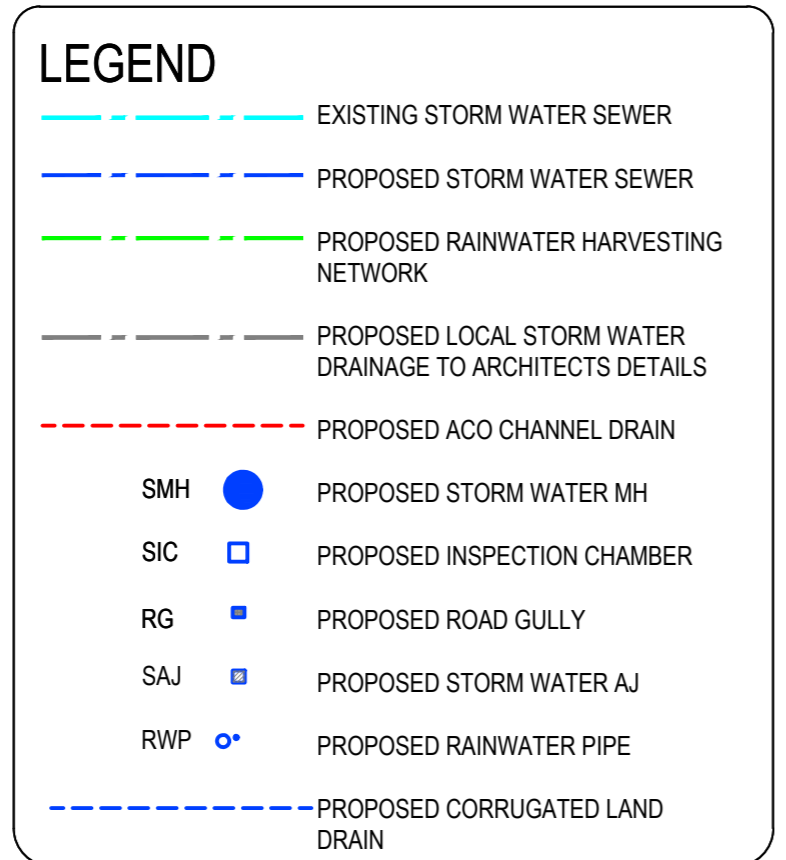 LEGEND
EXISTING STORM WATER SEWER
PROPOSED STORM WATER SEWER
PROPOSED RAINWATER HARVESTING
NETWORK
PROPOSED LOCAL STORM WATER
DRAINAGE TO ARCHITECTS DETAILS
PROPOSED ACO CHANNEL DRAIN
SMH PROPOSED STORM WATER MH
SIC PROPOSED INSPECTION CHAMBER
RG PROPOSED ROAD GULLY
SAJ PROPOSED STORM WATER AJ
RWP PROPOSED RAINWATER PIPE
PROPOSED CORRUGATED LAND
DRAIN